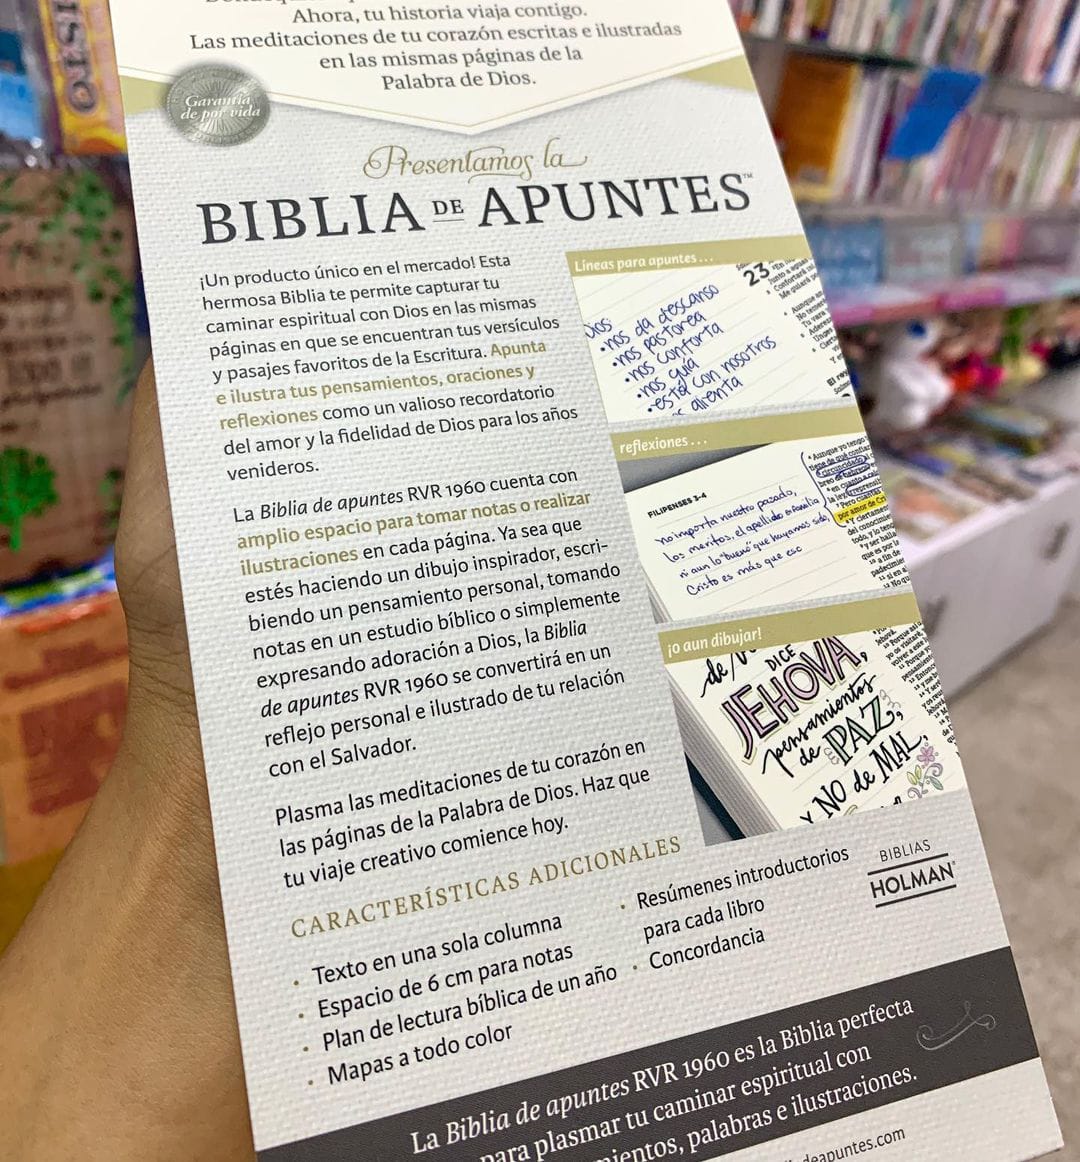 Ahora, tu historia viaja contigo.
Las meditaciones de tu corazón escritas e ilustradas
en las mismas páginas de la
Palabra de Dios.
Garantía
de por vida
Presentamos la
BIBLIA DE APUNTES™
¡Un producto único en el mercado! Esta
hermosa Biblia te permite capturar tu
caminar espiritual con Dios en las mismas
páginas en que se encuentran tus versículos
y pasajes favoritos de la Escritura. Apunta
e ilustra tus pensamientos, oraciones y
reflexiones como un valioso recordatorio
del amor y la fidelidad de Dios para los años
venideros.
La Biblia de apuntes RVR 1960 cuenta con
amplio espacio para tomar notas o realizar
ilustraciones en cada página. Ya sea que
estés haciendo un dibujo inspirador, escri-
biendo un pensamiento personal, tomando
notas en un estudio bíblico o simplemente
expresando adoración a Dios, la Biblia
de apuntes RVR 1960 se convertirá en un
reflejo personal e ilustrado de tu relación
con el Salvador.
Plasma las meditaciones de tu corazón en
las páginas de la Palabra de Dios. Haz que
tu viaje creativo comience hoy.
Líneas para apuntes . . .
23
Dios:
•nos da descanso
•nos pastorea
•nos conforta
•nos guía
•está con nosotros
alienta
reflexiones . . .
FILIPENSES 3-4
no importa nuestro pasado,
los meritos, el apellido o familia
ni aun lo "bueno" que hayamos sido,
Cristo es más que eso
¡o aun dibujar!
DICE
JEHOVÁ,
pensamientos
de PAZ,
Y NO de MAL,
CARACTERÍSTICAS ADICIONALES
• Texto en una sola columna
• Espacio de 6 cm para notas
• Plan de lectura bíblica de un año
• Mapas a todo color
• Resúmenes introductorios
para cada libro
• Concordancia
BIBLIAS
HOLMAN®
La Biblia de apuntes RVR 1960 es la Biblia perfecta
para plasmar tu caminar espiritual con
palabras e ilustraciones.
deapuntes.com